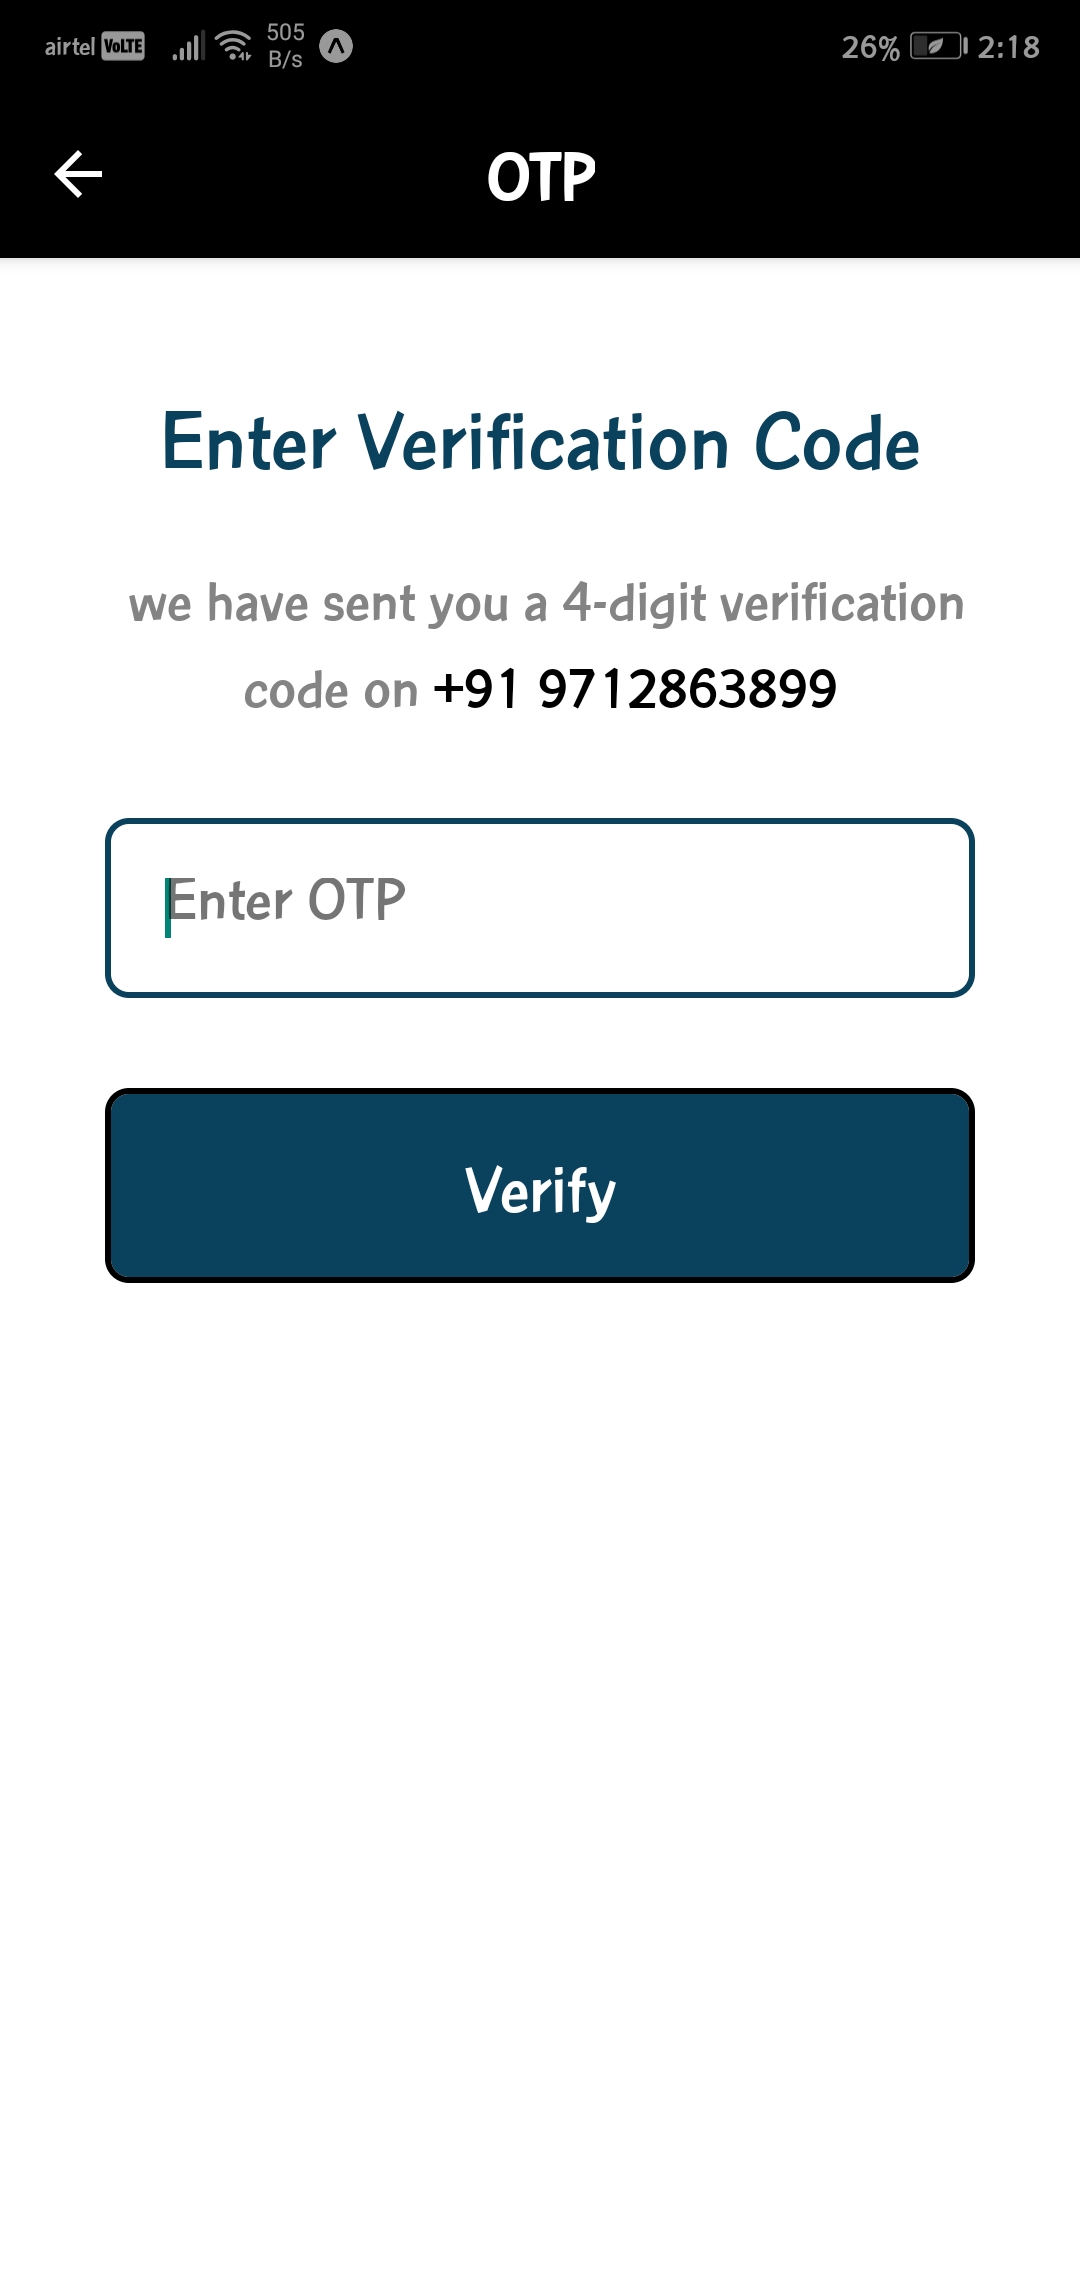 airtel VoLTE 505 B/s 26% 2:18
OTP
Enter Verification Code
we have sent you a 4-digit verification
code on +91 9712863899
Enter OTP
Verify